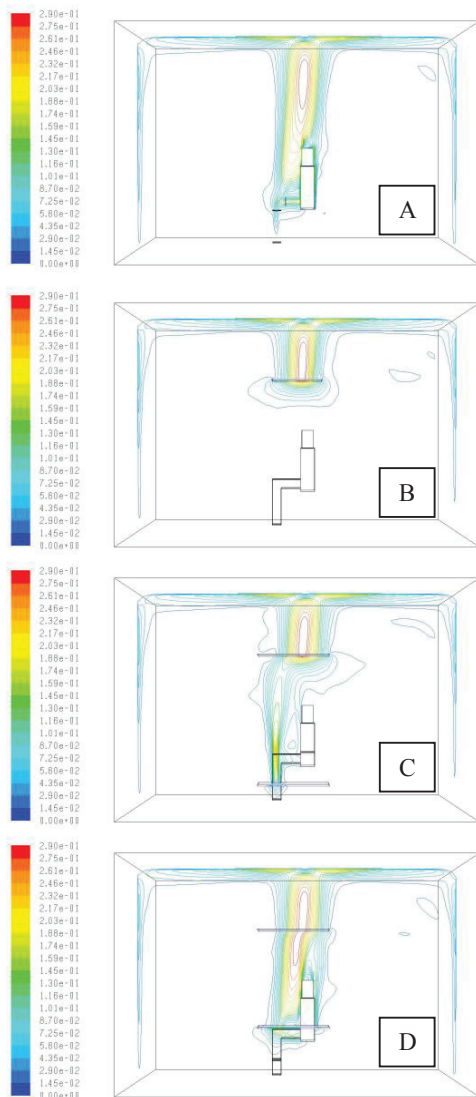 2.90e-01
2.75e-01
2.61e-01
2.46e-01
2.32e-01
2.17e-01
2.03e-01
1.88e-01
1.74e-01
1.59e-01
1.45e-01
1.30e-01
1.16e-01
1.01e-01
8.70e-02
7.25e-02
5.80e-02
4.35e-02
2.90e-02
1.45e-02
0.00e+00
A
2.90e-01
2.75e-01
2.61e-01
2.46e-01
2.32e-01
2.17e-01
2.03e-01
1.88e-01
1.74e-01
1.59e-01
1.45e-01
1.30e-01
1.16e-01
1.01e-01
8.70e-02
7.25e-02
5.80e-02
4.35e-02
2.90e-02
1.45e-02
0.00e+00
B
2.90e-01
2.75e-01
2.61e-01
2.46e-01
2.32e-01
2.17e-01
2.03e-01
1.88e-01
1.74e-01
1.59e-01
1.45e-01
1.30e-01
1.16e-01
1.01e-01
8.70e-02
7.25e-02
5.80e-02
4.35e-02
2.90e-02
1.45e-02
0.00e+00
C
2.90e-01
2.75e-01
2.61e-01
2.46e-01
2.32e-01
2.17e-01
2.03e-01
1.88e-01
1.74e-01
1.59e-01
1.45e-01
1.30e-01
1.16e-01
1.01e-01
8.70e-02
7.25e-02
5.80e-02
4.35e-02
2.90e-02
1.45e-02
0.00e+00
D